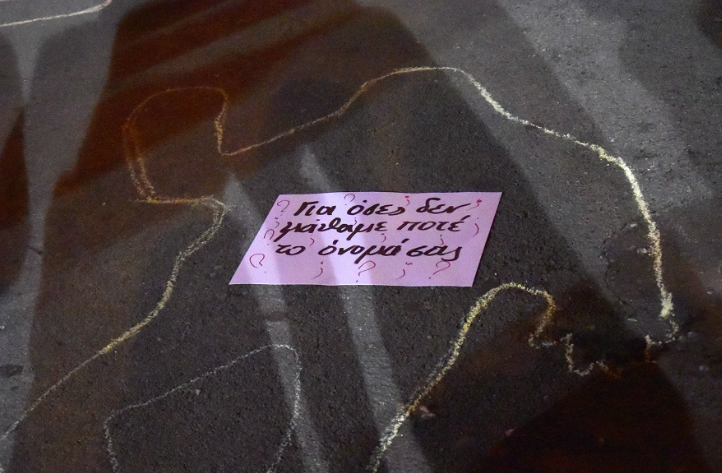 Για όσες δεν
μάθαμε ποτέ
το όνομά σας